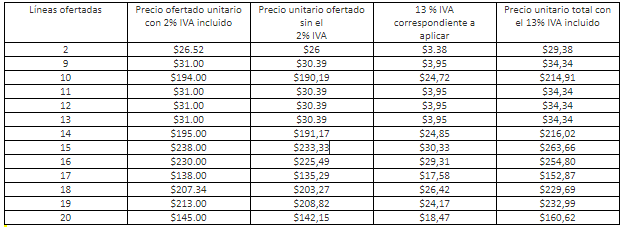 Líneas ofertadas | Precio ofertado unitario con 2% IVA incluido | Precio unitario ofertado sin el 2% IVA | 13 % IVA correspondiente a aplicar | Precio unitario total con el 13% IVA incluido
2 | $26.52 | $26 | $3.38 | $29,38
9 | $31.00 | $30.39 | $3,95 | $34,34
10 | $194.00 | $190,19 | $24,72 | $214,91
11 | $31.00 | $30.39 | $3,95 | $34,34
12 | $31.00 | $30.39 | $3,95 | $34,34
13 | $31.00 | $30.39 | $3,95 | $34,34
14 | $195.00 | $191,17 | $24,85 | $216,02
15 | $238.00 | $233,33 | $30,33 | $263,66
16 | $230.00 | $225,49 | $29,31 | $254,80
17 | $138.00 | $135,29 | $17,58 | $152,87
18 | $207.34 | $203,27 | $26,42 | $229,69
19 | $213.00 | $208,82 | $24,17 | $232,99
20 | $145.00 | $142,15 | $18,47 | $160,62